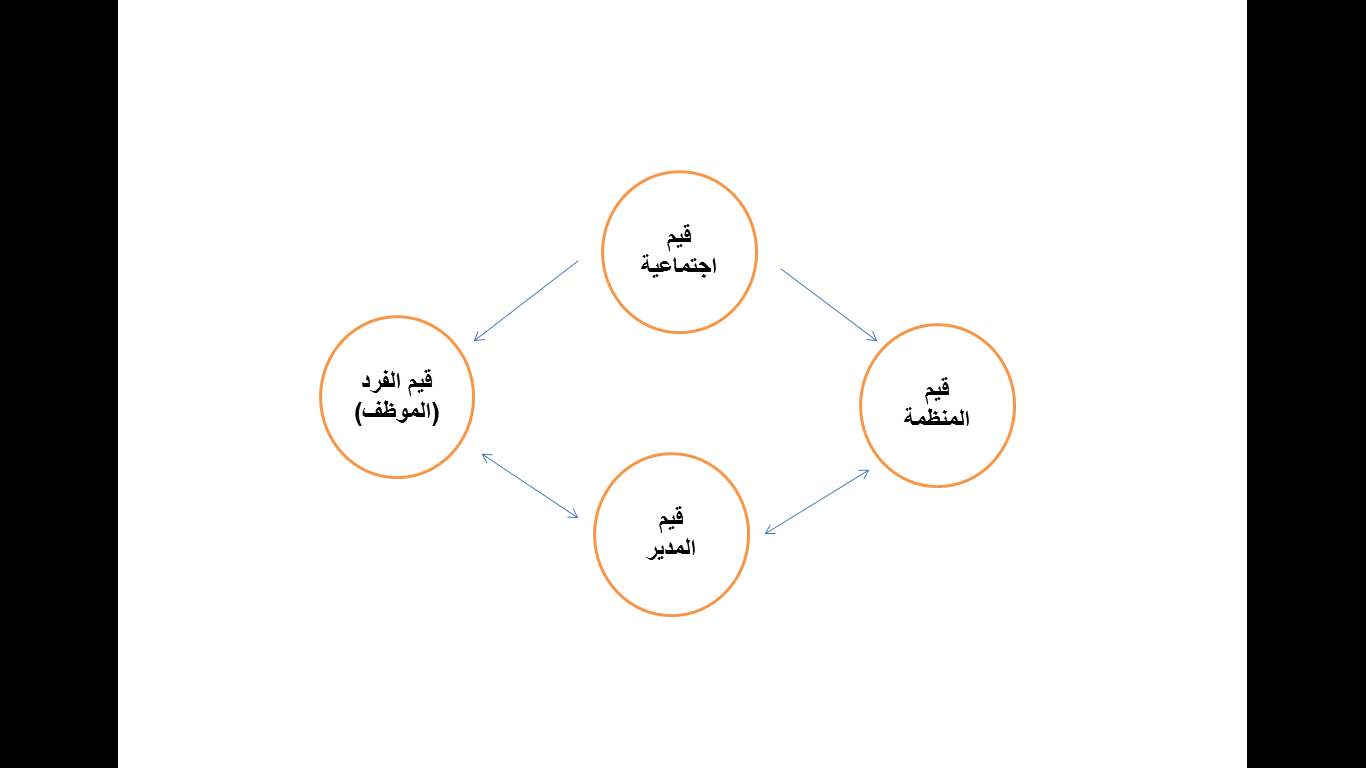 قيم
اجتماعية
قيم
المنظمة
قيم الفرد
(الموظف)
قيم
المدير